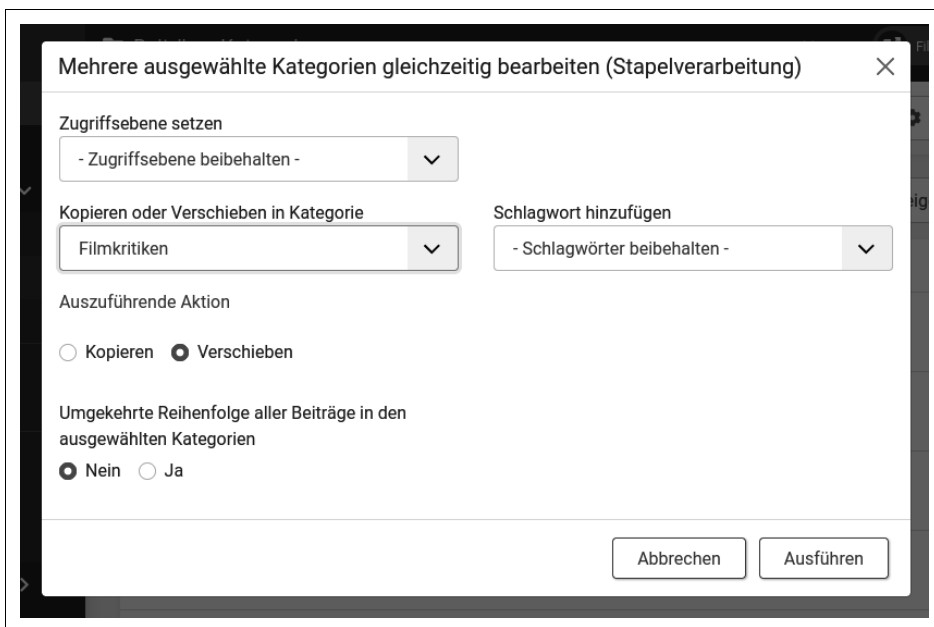 Mehrere ausgewählte Kategorien gleichzeitig bearbeiten (Stapelverarbeitung)
Zugriffsebene setzen
- Zugriffsebene beibehalten -
Kopieren oder Verschieben in Kategorie
Schlagwort hinzufügen
Filmkritiken
- Schlagwörter beibehalten -
Auszuführende Aktion
Kopieren Verschieben
Umgekehrte Reihenfolge aller Beiträge in den
ausgewählten Kategorien
Nein Ja
Abbrechen Ausführen